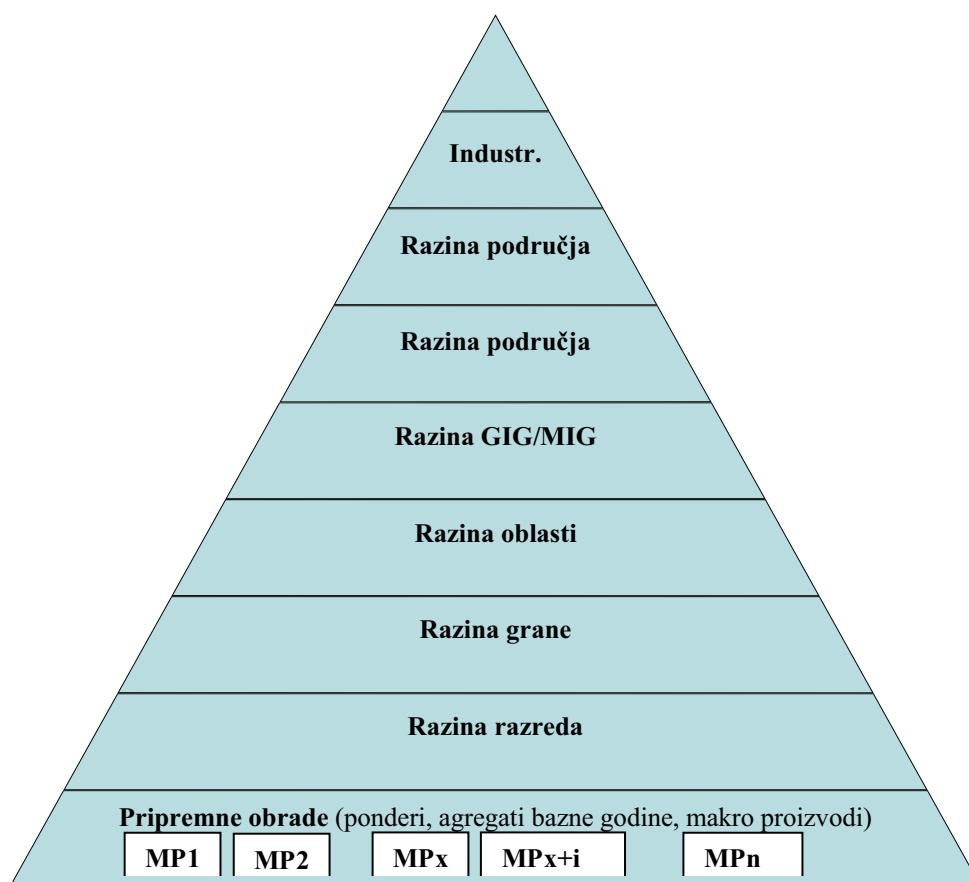 Industr.
Razina područja
Razina područja
Razina GIG/MIG
Razina oblasti
Razina grane
Razina razreda
Pripremne obrade (ponderi, agregati bazne godine, makro proizvodi)
MP1 MP2 MPx MPx+i MPn